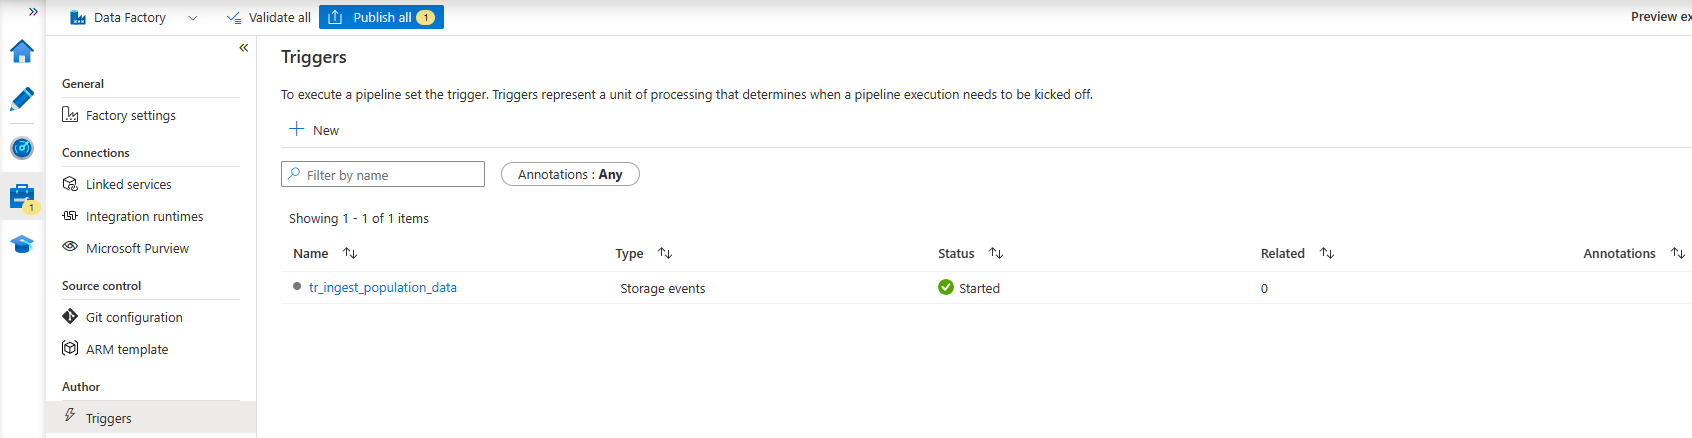 Data Factory
Validate all
Publish all 1
Preview ex
General
Factory settings
Connections
Linked services
Integration runtimes
Microsoft Purview
Source control
Git configuration
ARM template
Author
Triggers
1
Triggers
To execute a pipeline set the trigger. Triggers represent a unit of processing that determines when a pipeline execution needs to be kicked off.
New
Filter by name
Annotations : Any
Showing 1 - 1 of 1 items
Name Type Status Related Annotations
tr_ingest_population_data Storage events Started 0